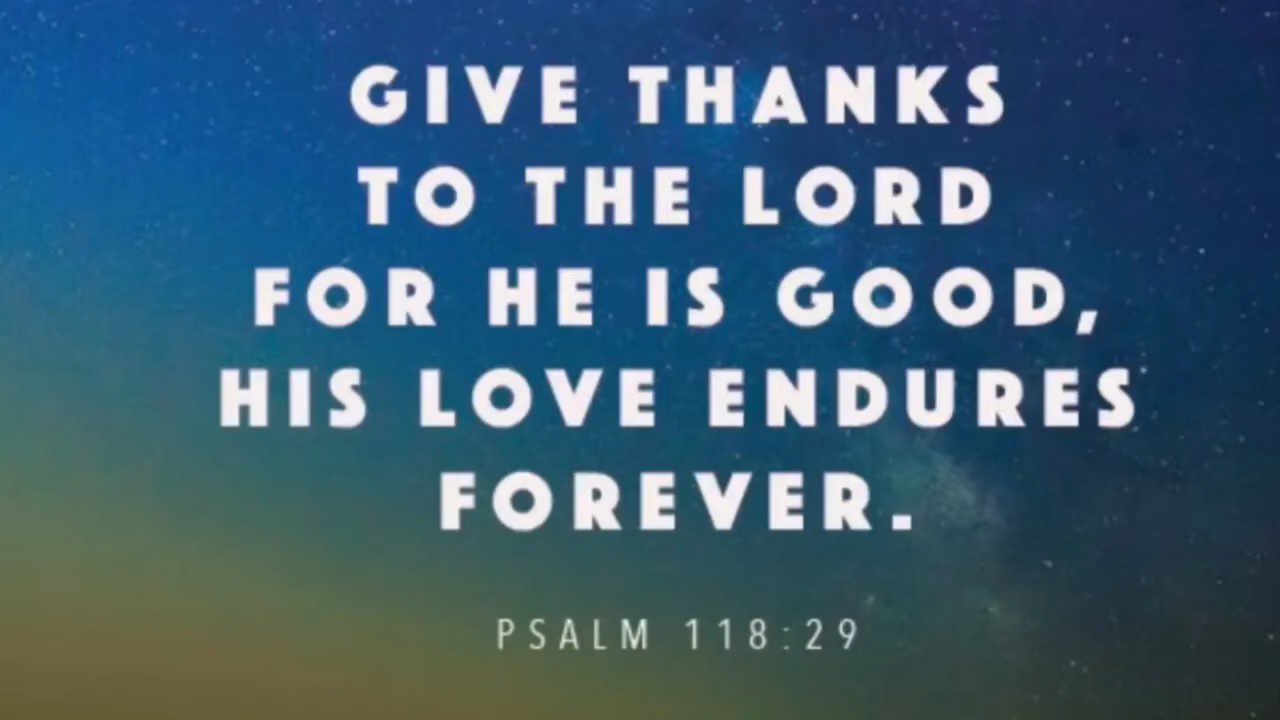 GIVE THANKS
TO THE LORD
FOR HE IS GOOD,
HIS LOVE ENDURES
FOREVER.
PSALM 118:29